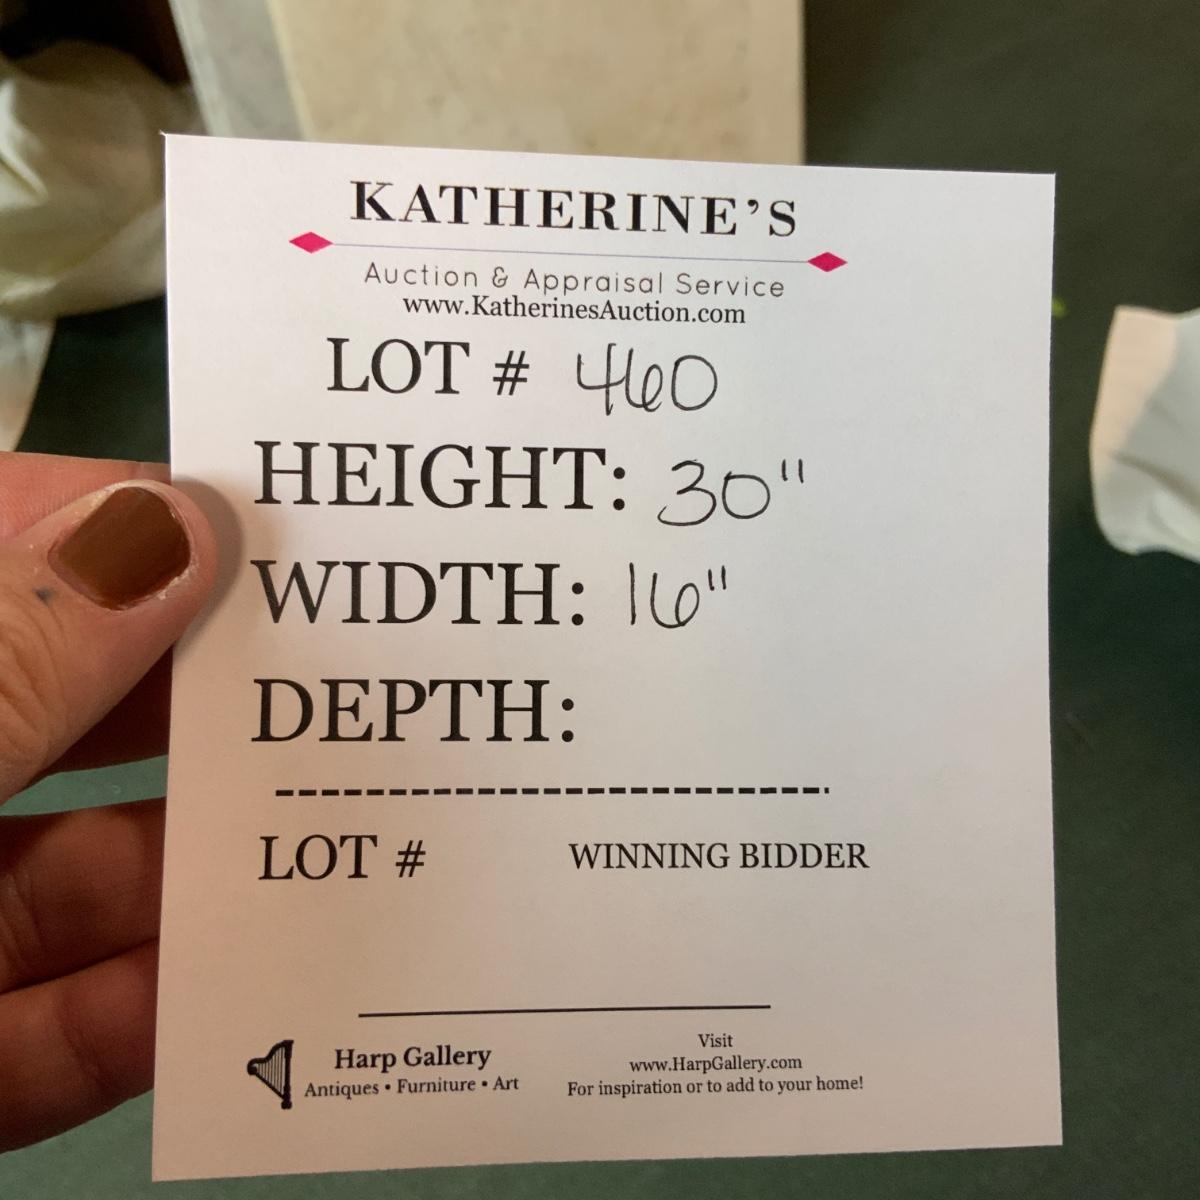 KATHERINE'S
Auction & Appraisal Service
www.KatherinesAuction.com
LOT # 460
HEIGHT: 30"
WIDTH: 16"
DEPTH:
-------------------------.
LOT # WINNING BIDDER
Harp Gallery
Antiques • Furniture • Art
Visit
www.HarpGallery.com
For inspiration or to add to your home!